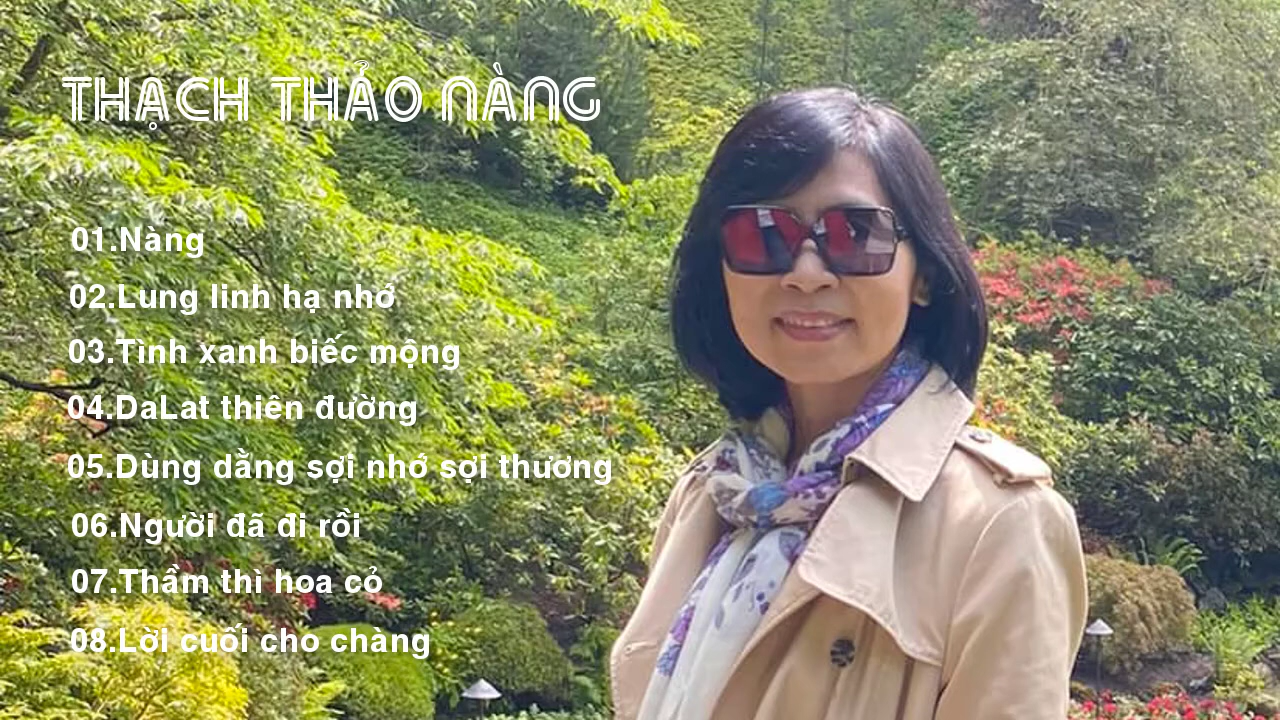 THẠCH THẢO NÀNG
01.Nàng
02.Lung linh hạ nhớ
03.Tình xanh biếc mộng
04.DaLat thiên đường
05.Dùng dằng sợi nhớ sợi thương
06.Người đã đi rồi
07.Thầm thì hoa cỏ
08.Lời cuối cho chàng